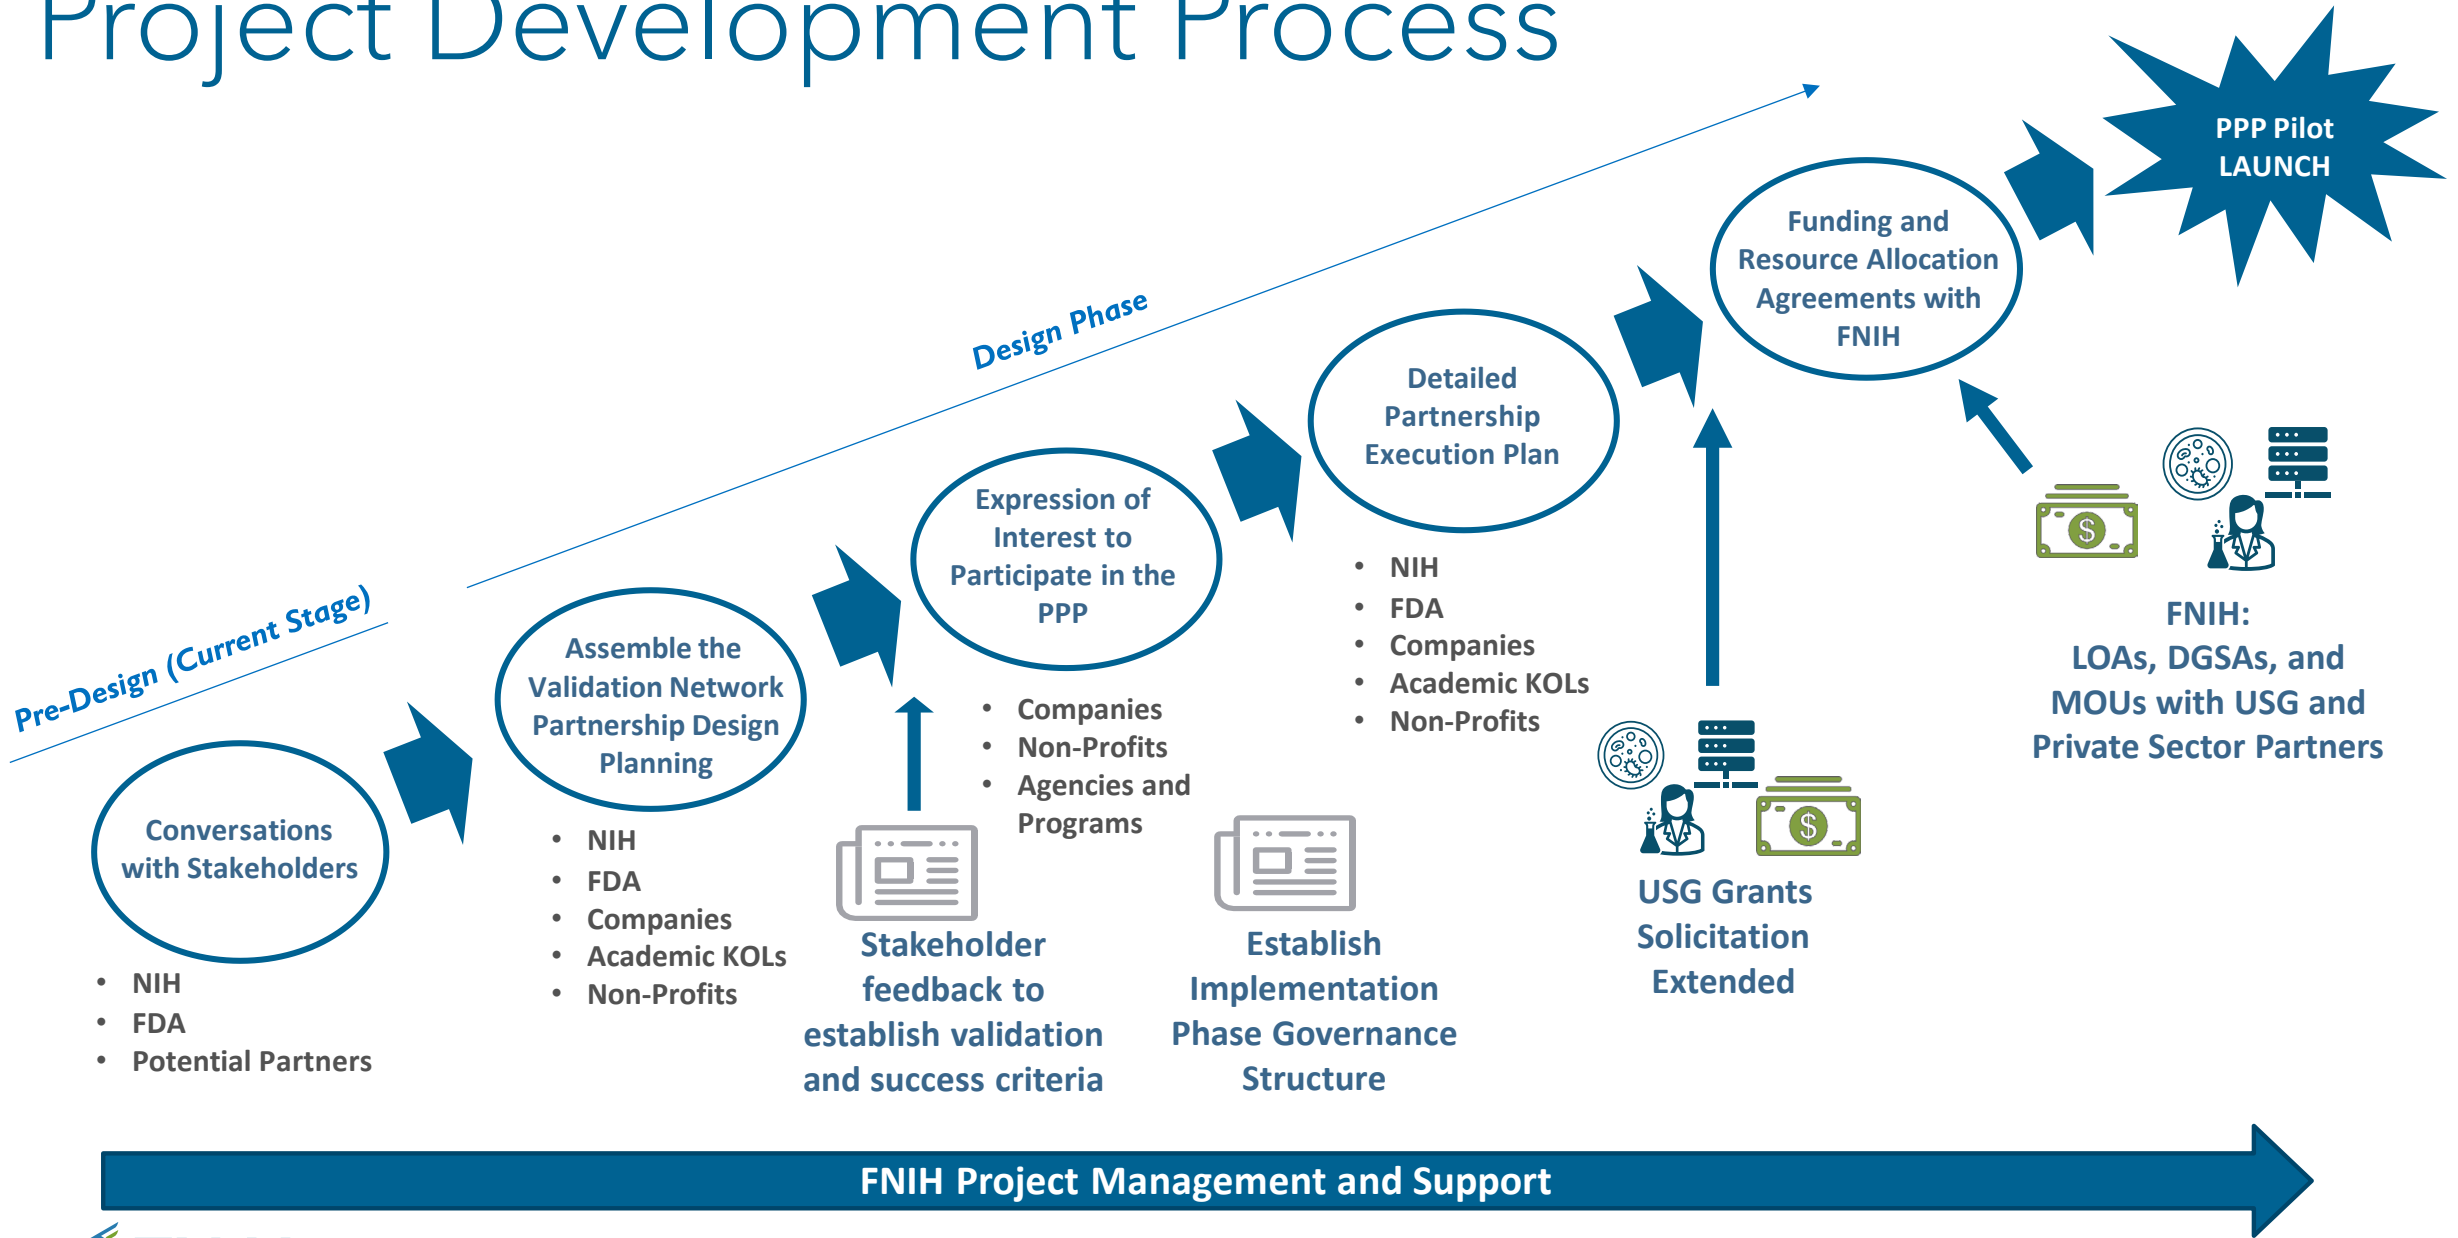 Project Development Process
PPP Pilot
LAUNCH
Design Phase
Pre-Design (Current Stage)
Conversations
with Stakeholders
• NIH
• FDA
• Potential Partners
Assemble the
Validation Network
Partnership Design
Planning
• NIH
• FDA
• Companies
• Academic KOLs
• Non-Profits
Stakeholder
feedback to
establish validation
and success criteria
Expression of
Interest to
Participate in the
PPP
• Companies
• Non-Profits
• Agencies and
Programs
Establish
Implementation
Phase Governance
Structure
Detailed
Partnership
Execution Plan
• NIH
• FDA
• Companies
• Academic KOLs
• Non-Profits
USG Grants
Solicitation
Extended
Funding and
Resource Allocation
Agreements with
FNIH
FNIH:
LOAs, DGSAs, and
MOUs with USG and
Private Sector Partners
FNIH Project Management and Support